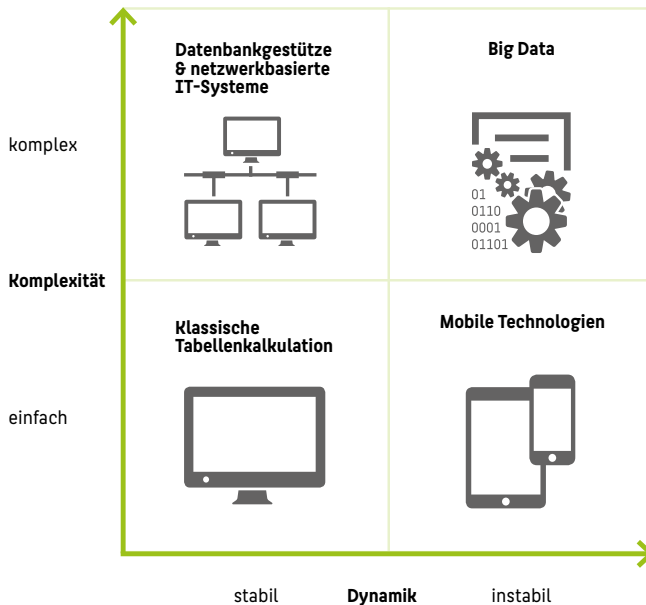 Datenbankgestütze
& netzwerkbasierte
IT-Systeme
Big Data
komplex
01
0110
0001
01101
Komplexität
Klassische
Tabellenkalkulation
Mobile Technologien
einfach
stabil
Dynamik
instabil